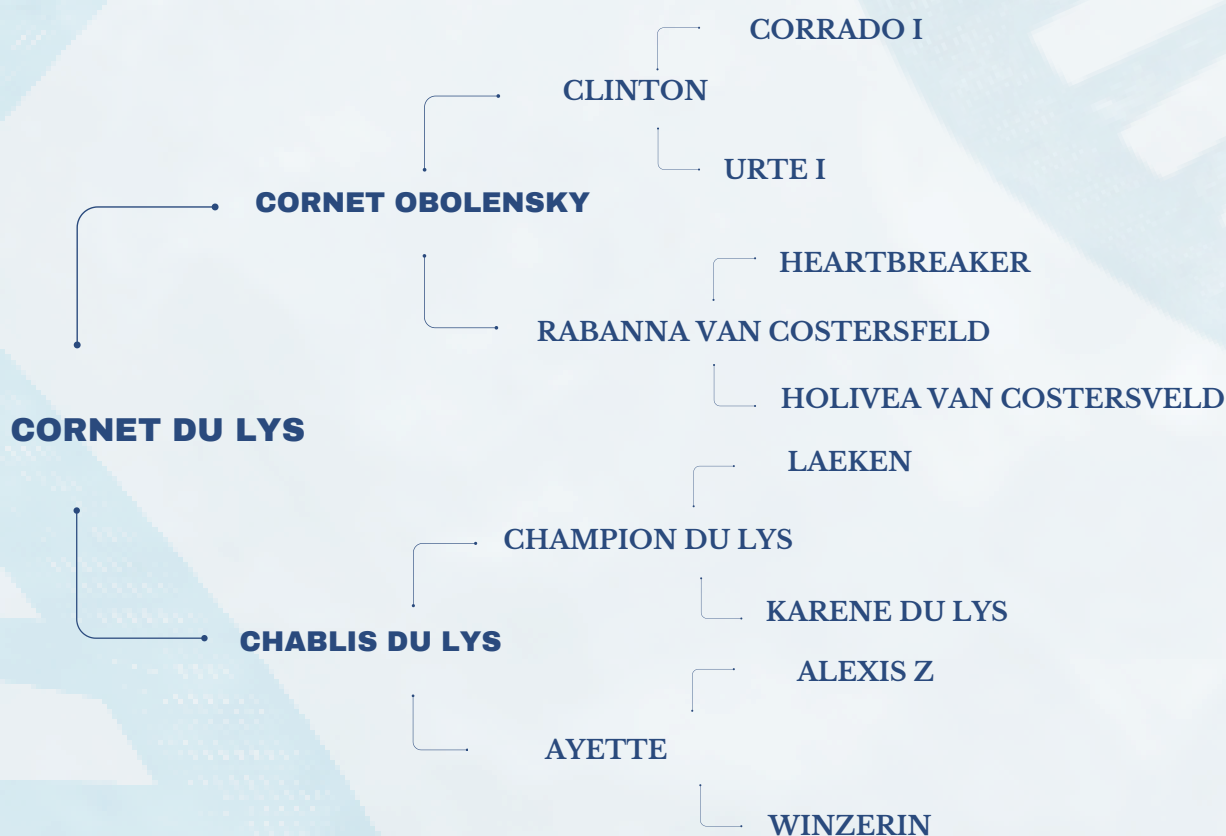 CORRADO I
CLINTON
URTE I
CORNET OBOLENSKY
HEARTBREAKER
RABANNA VAN COSTERSFELD
HOLIVEA VAN COSTERSVELD
CORNET DU LYS
LAEKEN
CHAMPION DU LYS
KARENE DU LYS
CHABLIS DU LYS
ALEXIS Z
AYETTE
WINZERIN